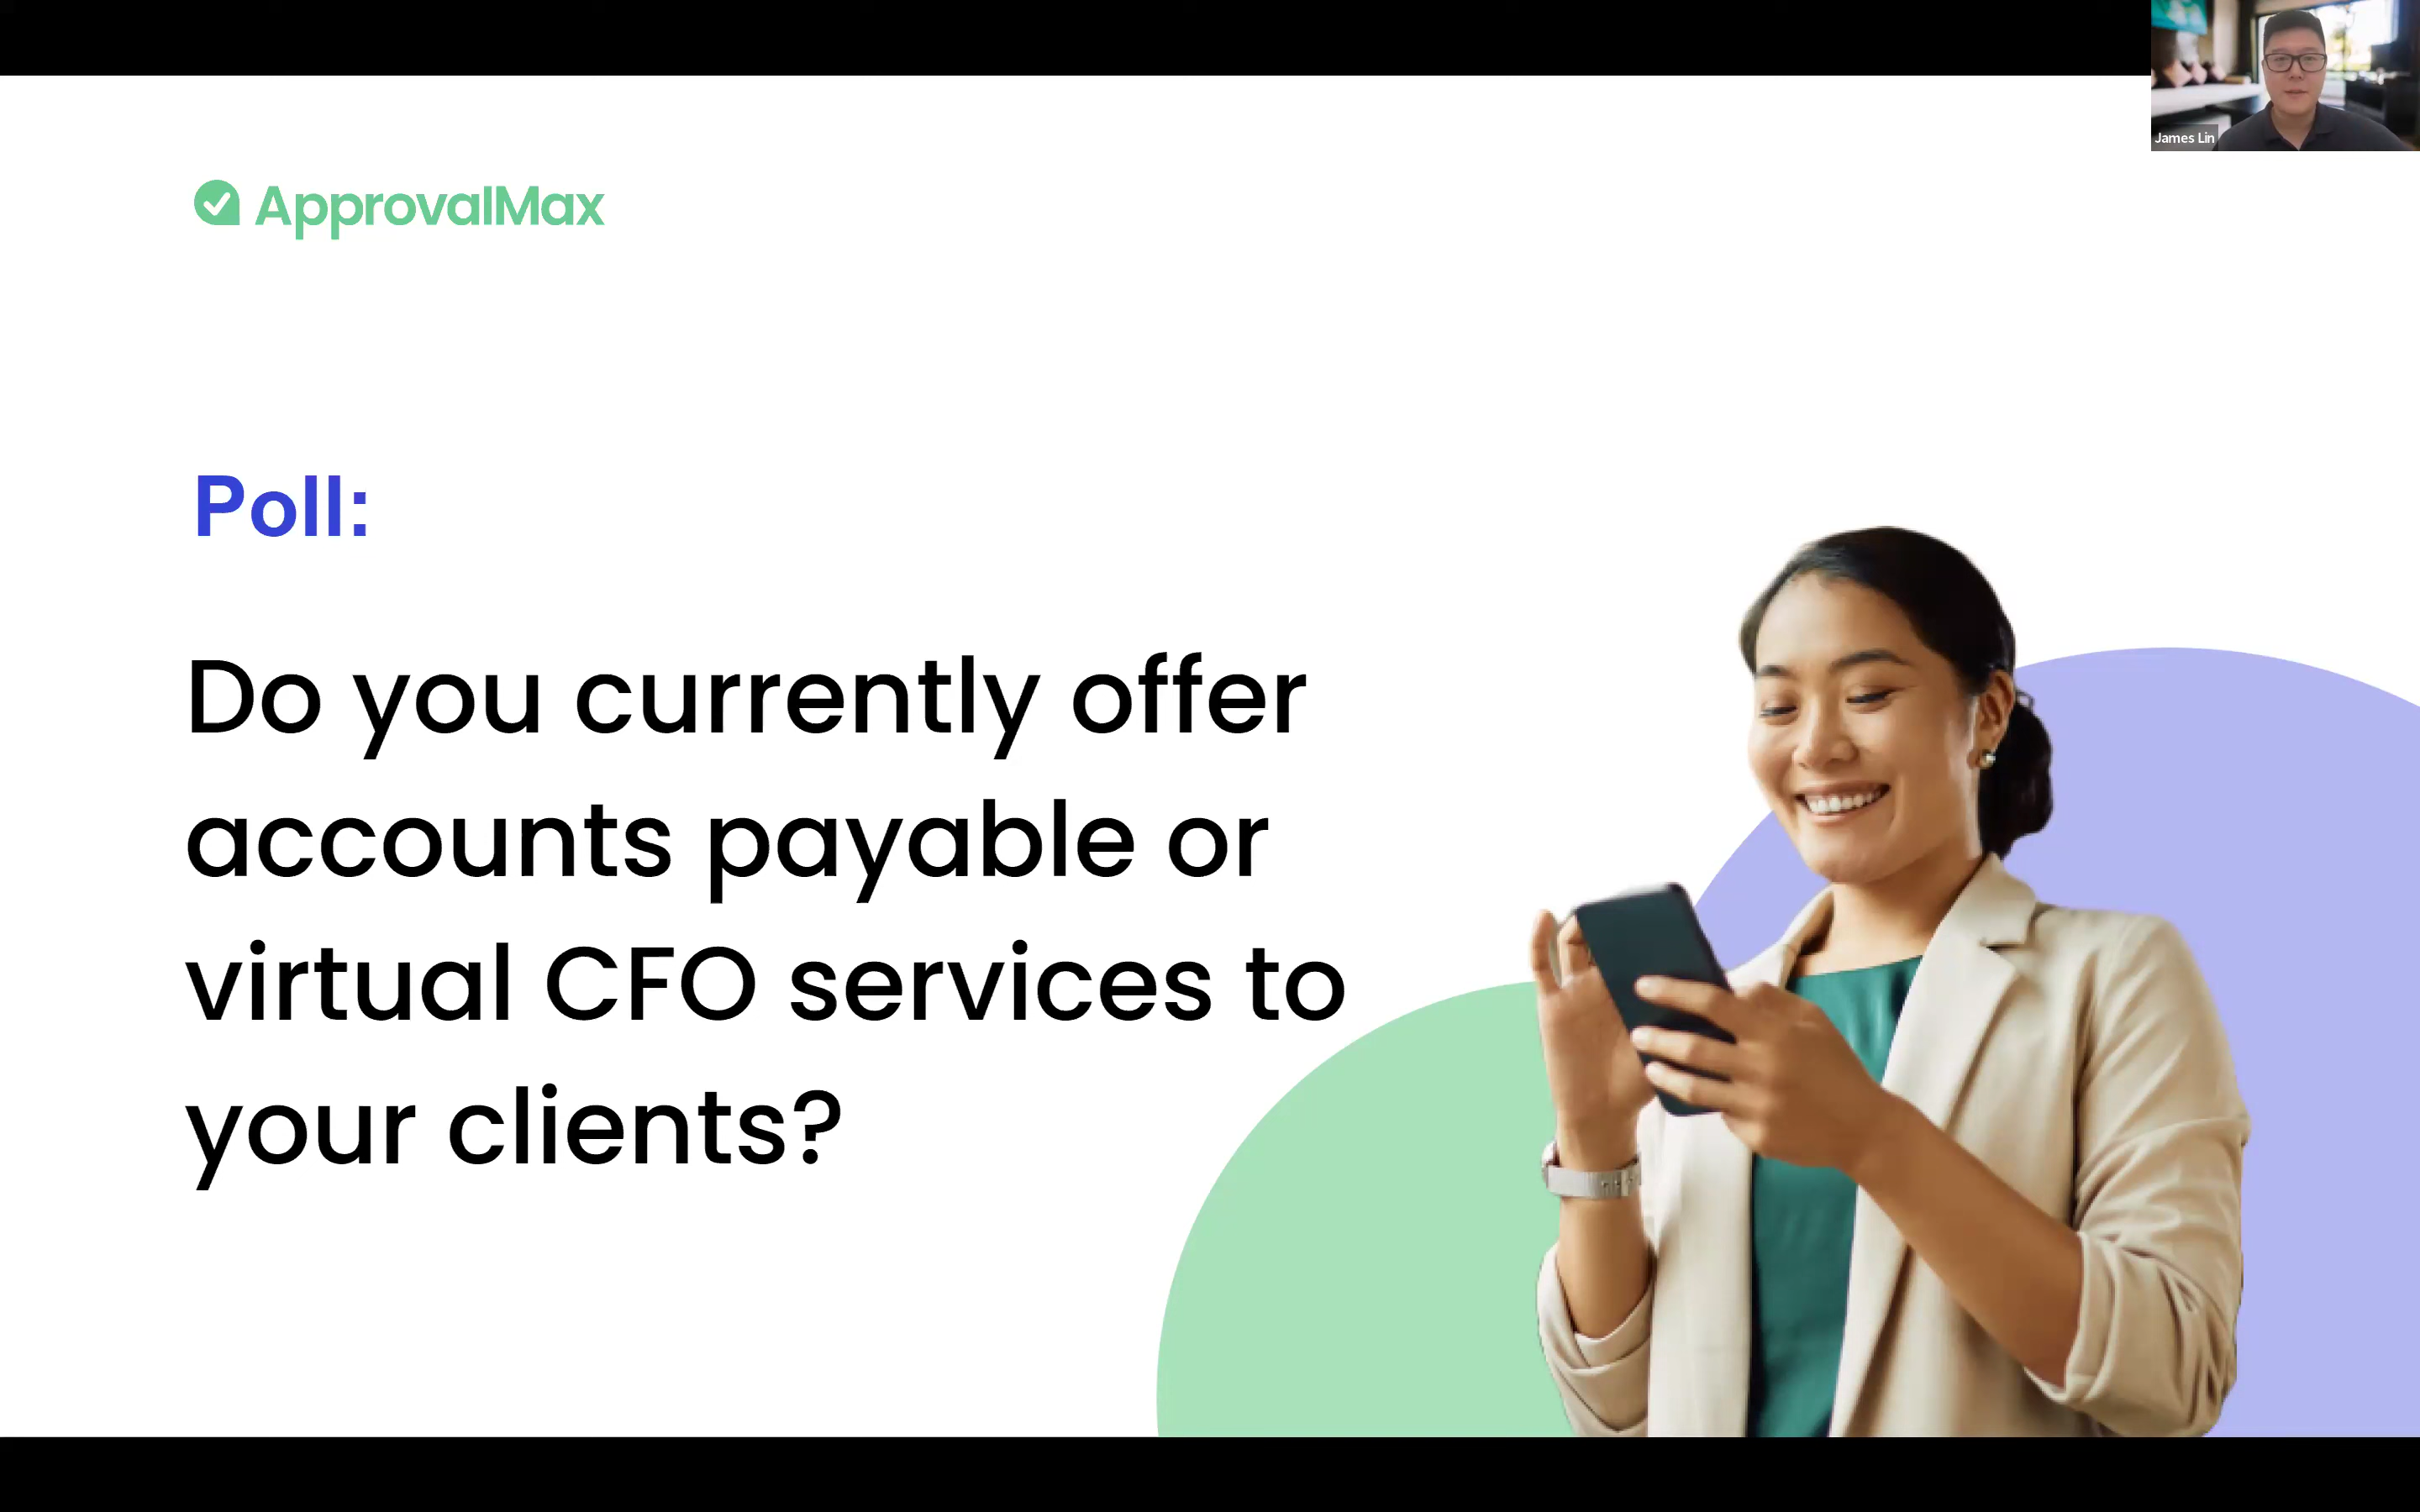 James Lin
ApprovalMax
Poll:
Do you currently offer
accounts payable or
virtual CFO services to
your clients?